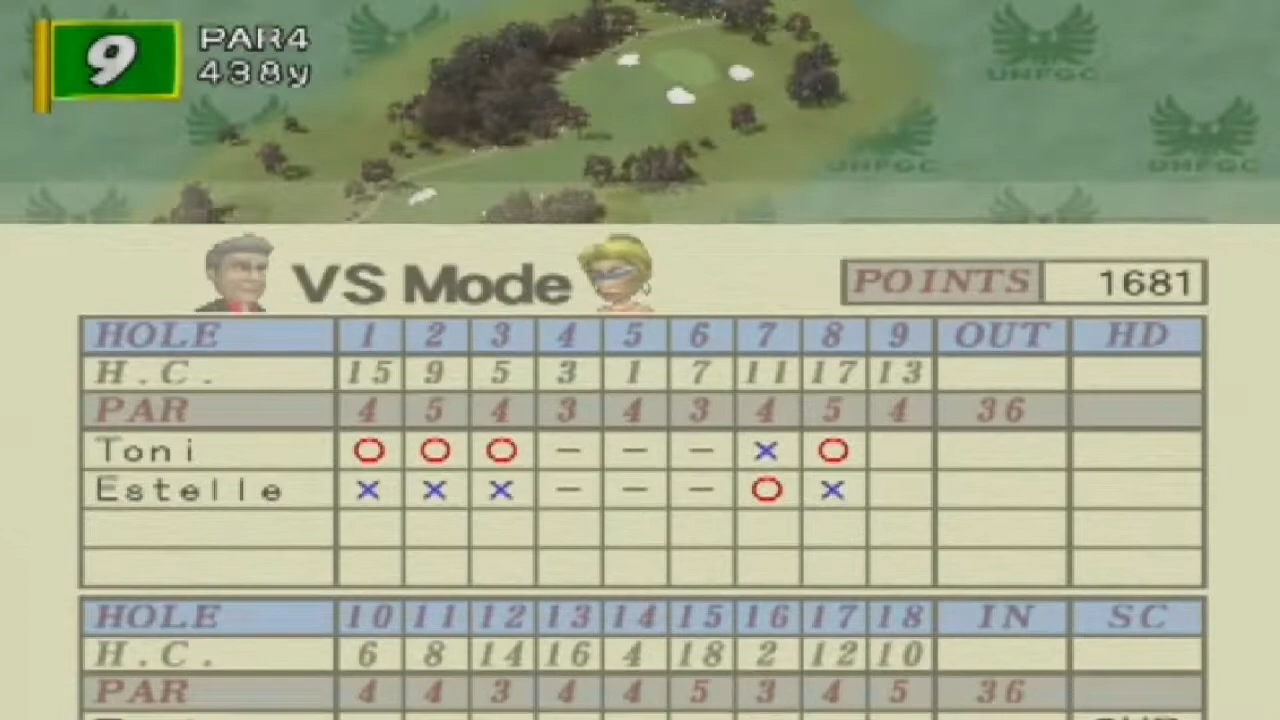 9 PAR4
438y
UHFGC
UHFGC UHFGC
VS Mode POINTS 1681
HOLE 1 2 3 4 5 6 7 8 9 OUT HD
H.C. 15 9 5 3 1 7 11 17 13
PAR 4 5 4 3 4 3 4 5 4 36
Toni O O O - - - × O
Estelle × × × - - - O ×
HOLE 10 11 12 13 14 15 16 17 18 IN SC
H.C. 6 8 14 16 4 18 2 12 10
PAR 4 4 3 4 4 5 3 4 5 36